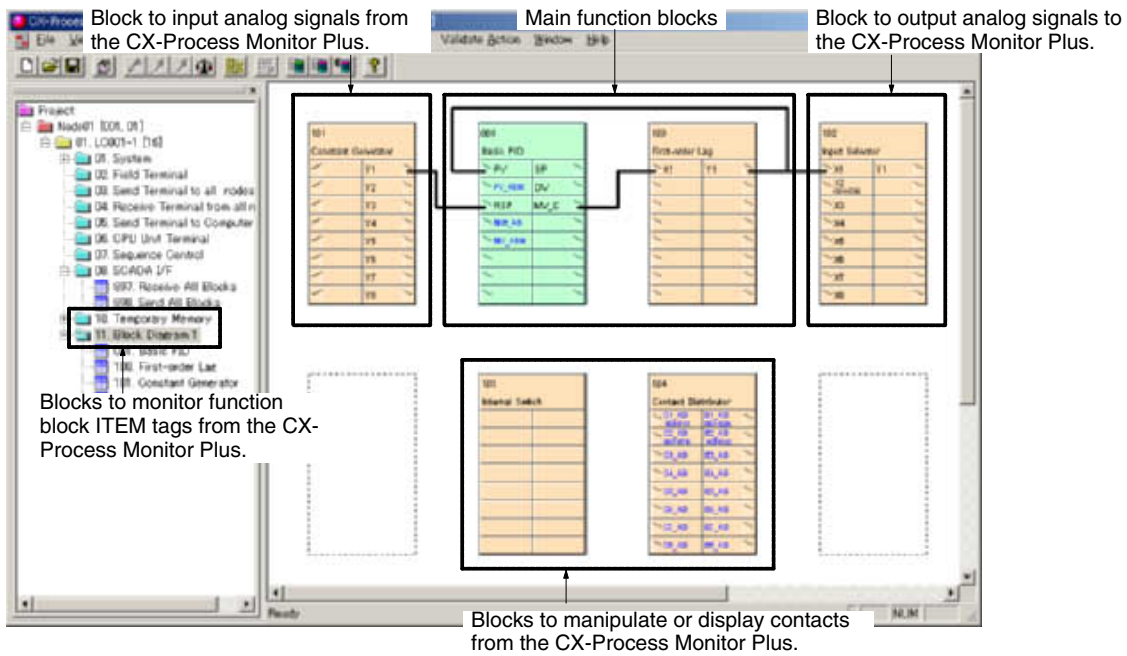 Block to input analog signals from
the CX-Process Monitor Plus.
Main function blocks
Block to output analog signals to
the CX-Process Monitor Plus.
Validate Action Window Help
Project
Node01 [001, 01]
01. LC001-1 [16]
01. System
02. Field Terminal
03. Send Terminal to all nodes
04. Receive Terminal from all n
05. Send Terminal to Computer
06. CPU Unit Terminal
07. Sequence Control
08. SCADA I/F
897. Receive All Blocks
898. Send All Blocks
10. Temporary Memory
11. Block Diagram 1
001. Basic PID
100. First-order Lag
101. Constant Generator
Blocks to monitor function
block ITEM tags from the CX-
Process Monitor Plus.
101
Constant Generator
Y1
Y2
Y3
Y4
Y5
Y6
Y7
Y8
001
Basic PID
PV SP
DV
RSP MV_C
100
First-order Lag
X1 Y1
102
Input Selector
X1 Y1
X2
X3
X4
X5
X6
X7
X8
103
Internal Switch
104
Contact Distributor
Blocks to manipulate or display contacts
from the CX-Process Monitor Plus.
Ready
NUM